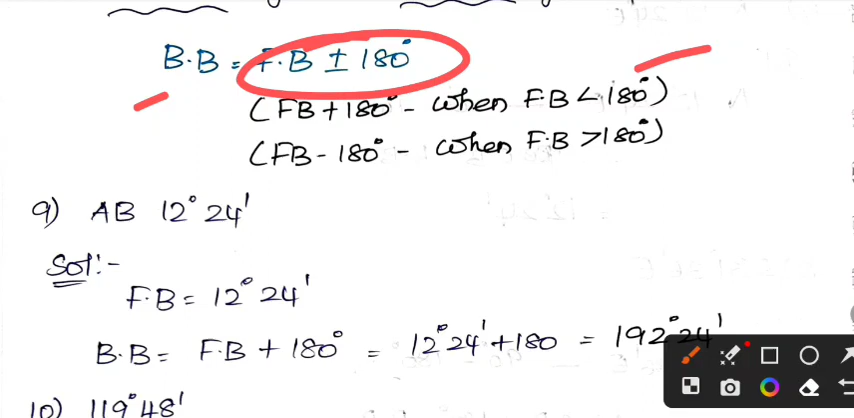 B.B = F.B ± 180°
(FB + 180° - when F.B < 180°)
(FB - 180° - when F.B > 180°)
9) AB 12° 24'
Sol:-
F.B = 12° 24'
B.B = F.B + 180° = 12° 24' + 180 = 192° 24'
10) 119° 48'